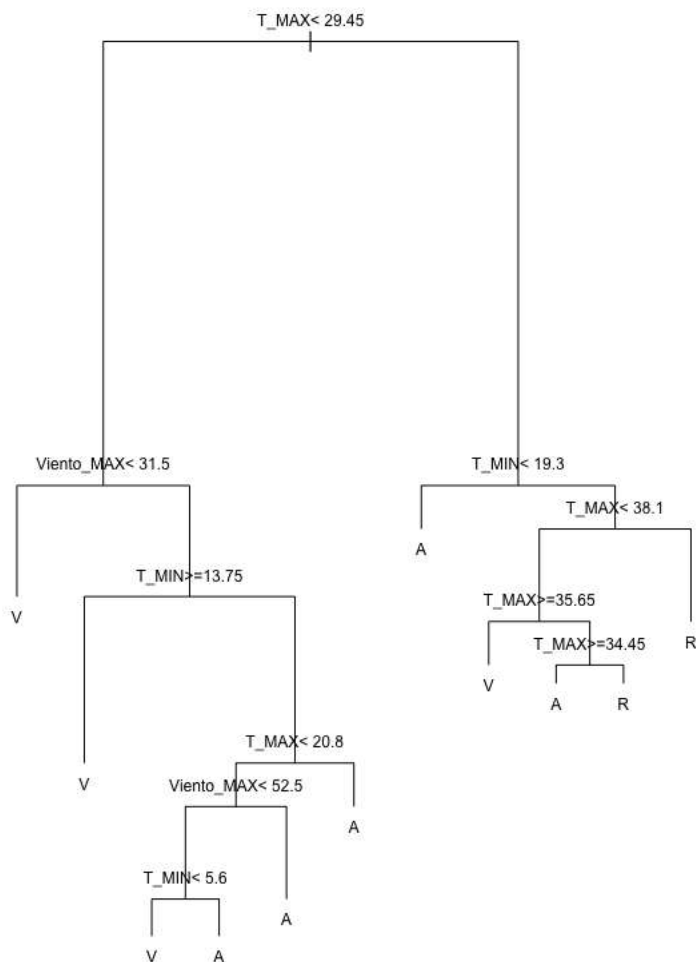 T_MAX< 29.45
Viento_MAX< 31.5
T_MIN< 19.3
T_MAX< 38.1
A
T_MIN>=13.75
T_MAX>=35.65
V
T_MAX>=34.45
R
V
A
R
T_MAX< 20.8
V
Viento_MAX< 52.5
A
T_MIN< 5.6
A
V
A